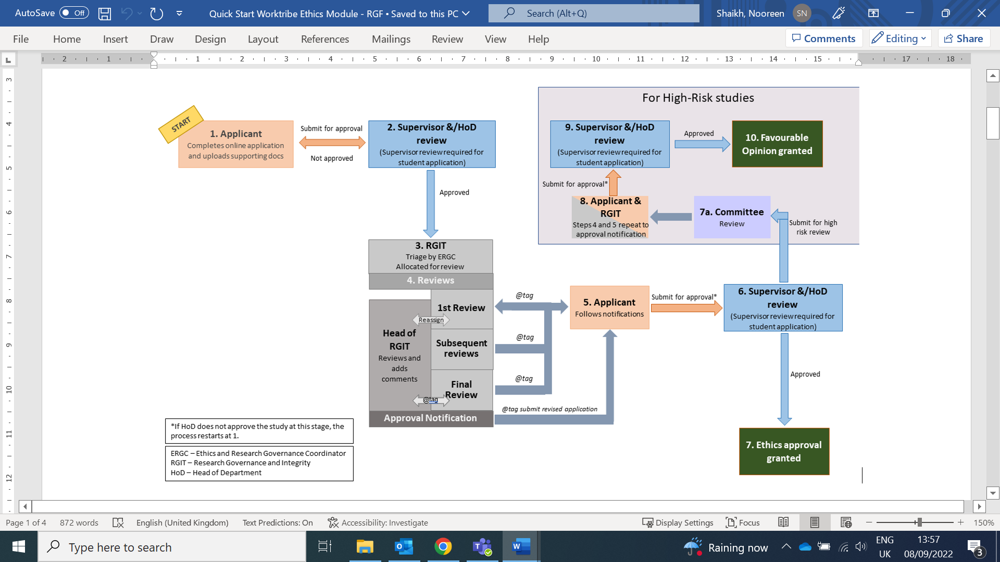 AutoSave Off
Quick Start Worktribe Ethics Module - RGF • Saved to this PC
Search (Alt+Q)
Shaikh, Nooreen SN
File Home Insert Draw Design Layout References Mailings Review View Help
Comments Editing Share
2 1 1 2 3 4 5 6 7 8 9 10 11 12 13 14 15 17 18
3
4
5
6
7
8
9
10
11
12
START
1. Applicant
Completes online application
and uploads supporting docs
Submit for approval
Not approved
2. Supervisor &/HoD
review
(Supervisor review required for
student application)
Approved
3. RGIT
Triage by ERGC
Allocated for review
4. Reviews
1st Review
Reassign
Head of
RGIT
Reviews and
adds
comments
Subsequent
reviews
Final
Review
@tag
Approval Notification
@tag
@tag
@tag
@tag submit revised application
5. Applicant
Follows notifications
Submit for approval*
6. Supervisor &/HoD
review
(Supervisor review required for
student application)
Approved
7. Ethics approval
granted
For High-Risk studies
Submit for high
risk review
7a. Committee
Review
8. Applicant &
RGIT
Steps 4 and 5 repeat to
approval notification
Submit for approval*
9. Supervisor &/HoD
review
(Supervisor review required for
student application)
Approved
10. Favourable
Opinion granted
*If HoD does not approve the study at this stage, the
process restarts at 1.
ERGC – Ethics and Research Governance Coordinator
RGIT – Research Governance and Integrity
HoD – Head of Department
Page 1 of 4 872 words English (United Kingdom) Text Predictions: On Accessibility: Investigate
Display Settings Focus 150%
Type here to search
Raining now
ENG
UK
13:57
08/09/2022
3